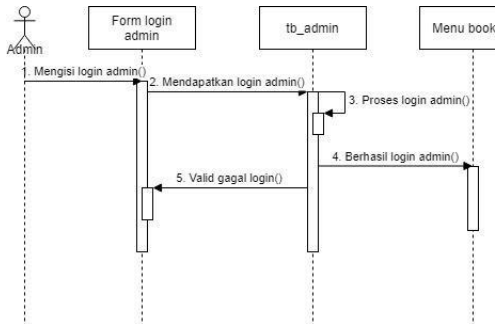 Form login
admin
tb_admin
Menu book
Admin
1. Mengisi login admin()
2. Mendapatkan login admin()
3. Proses login admin()
4. Berhasil login admin()
5. Valid gagal login()